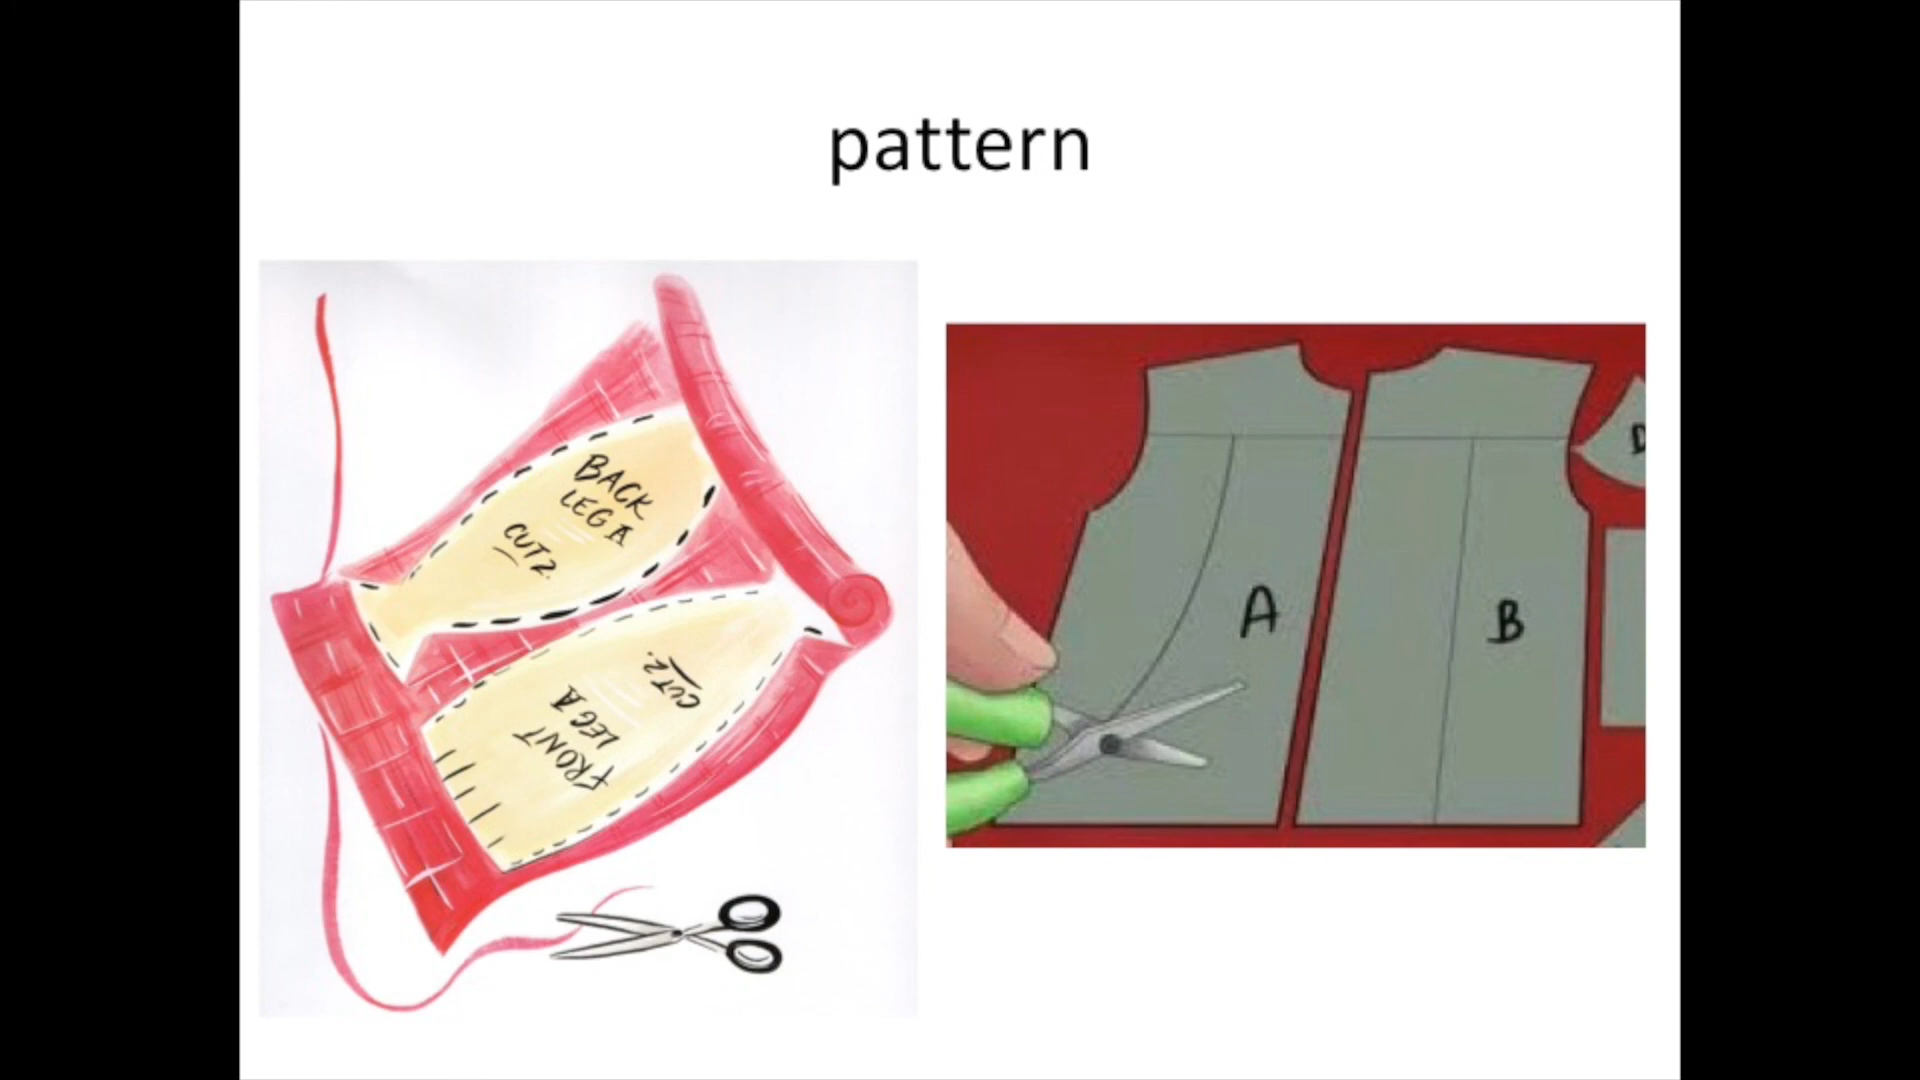 pattern
BACK
LEG A
CUT 2.
CUT 2.
FRONT
LEG A
A
B
D